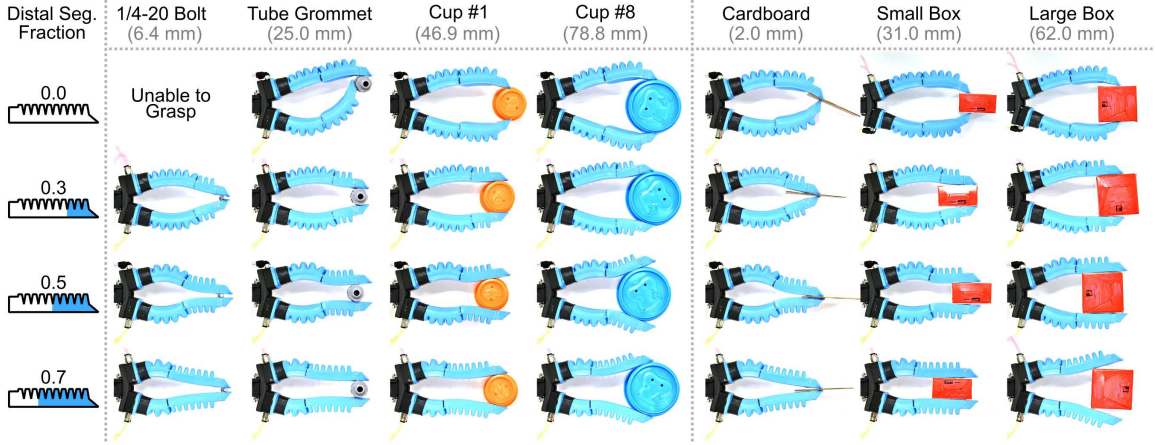 Distal Seg.
Fraction
1/4-20 Bolt
(6.4 mm)
Tube Grommet
(25.0 mm)
Cup #1
(46.9 mm)
Cup #8
(78.8 mm)
Cardboard
(2.0 mm)
Small Box
(31.0 mm)
Large Box
(62.0 mm)
0.0
Unable to
Grasp
0.3
0.5
0.7